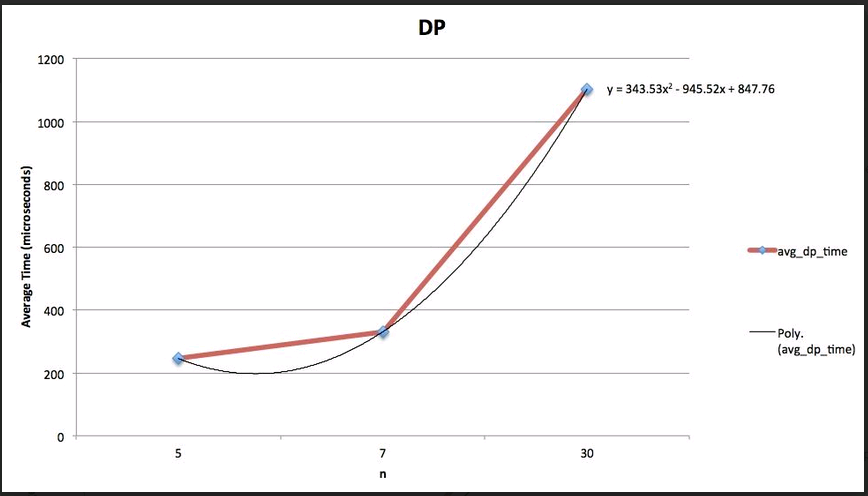 DP
1200
1000
800
600
400
200
0
Average Time (microseconds)
5 7 30
n
y = 343.53x² - 945.52x + 847.76
avg_dp_time
Poly.
(avg_dp_time)